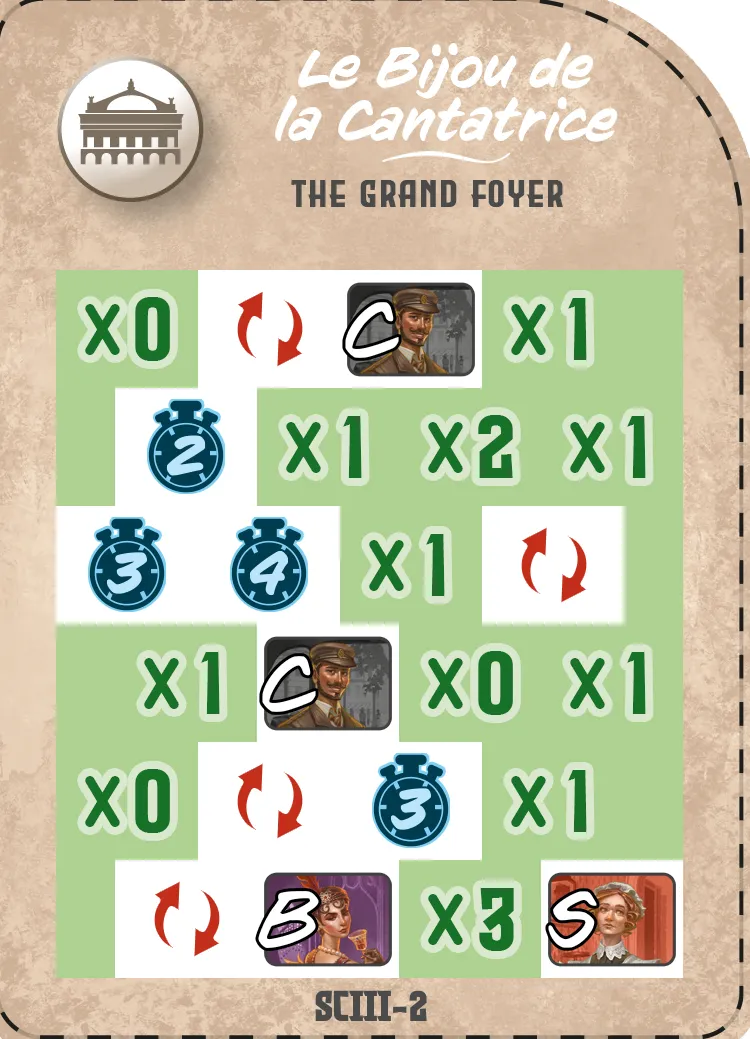 Le Bijou de
la Cantatrice
THE GRAND FOYER
X0 C X1
2 X1 X2 X1
3 4 X1
X1 C X0 X1
X0 3 X1
B X3 S
SCIII-2